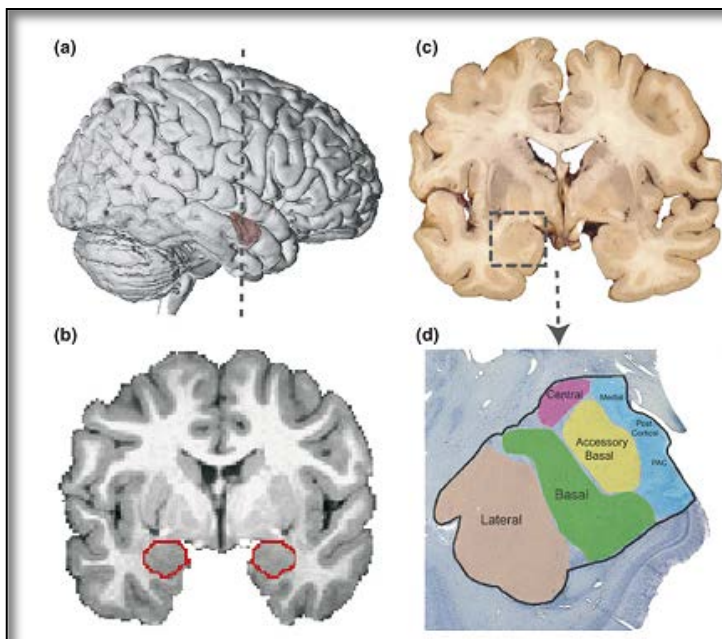 (a)
(c)
(b)
(d)
Central
Medial
Post
Cortical
Accessory
Basal
PAC
Basal
Lateral